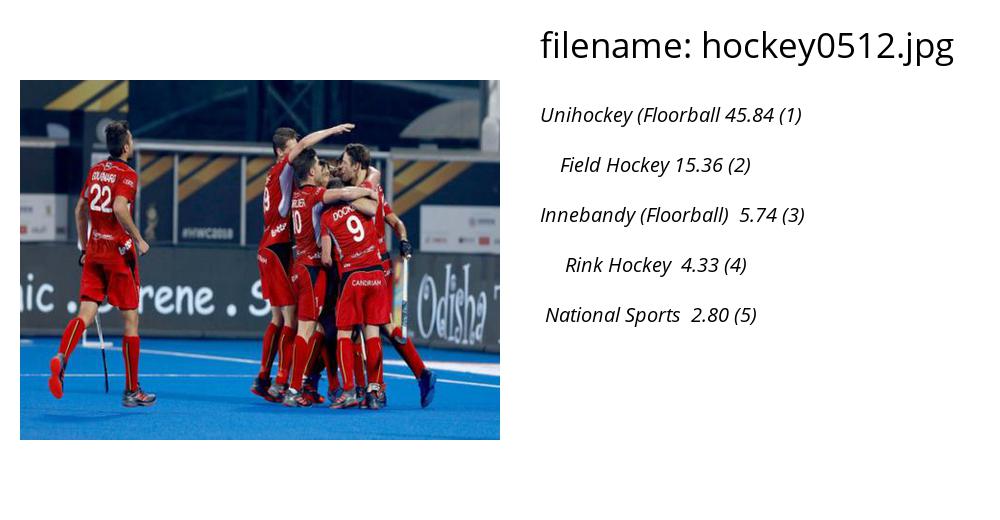 filename: hockey0512.jpg
Unihockey (Floorball 45.84 (1)
Field Hockey 15.36 (2)
Innebandy (Floorball) 5.74 (3)
Rink Hockey 4.33 (4)
National Sports 2.80 (5)
22
10
9
CANDRIAM
#HWC2018
Odisha